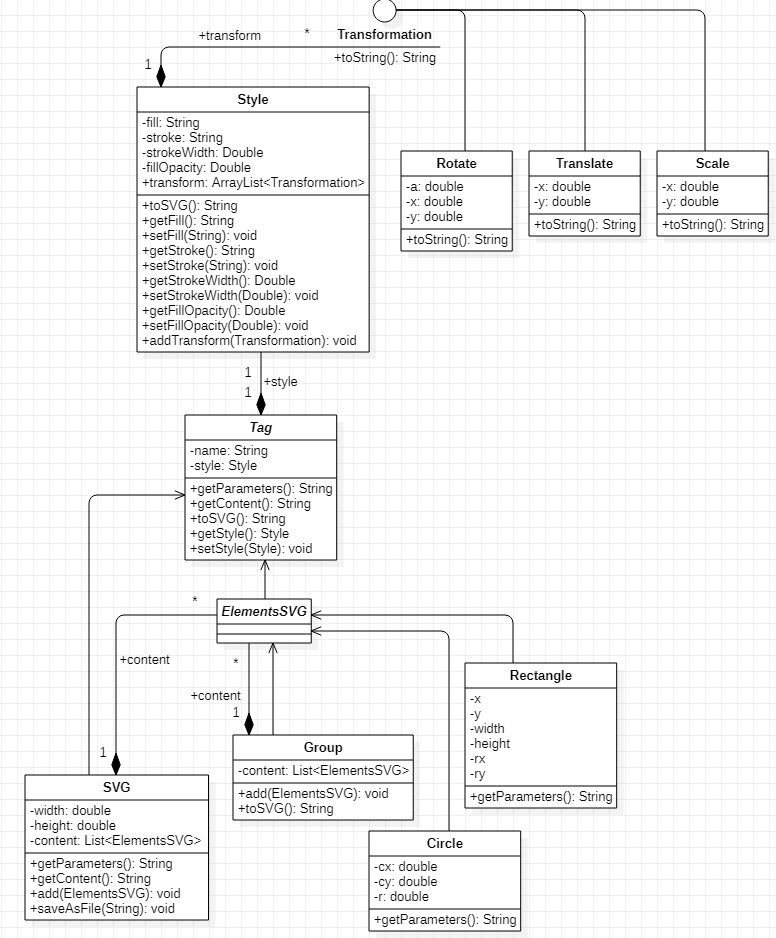 +transform
*
Transformation
+toString(): String
1
Style
-fill: String
-stroke: String
-strokeWidth: Double
-fillOpacity: Double
+transform: ArrayList<Transformation>
+toSVG(): String
+getFill(): String
+setFill(String): void
+getStroke(): String
+setStroke(String): void
+getStrokeWidth(): Double
+setStrokeWidth(Double): void
+getFillOpacity(): Double
+setFillOpacity(Double): void
+addTransform(Transformation): void
Rotate
-a: double
-x: double
-y: double
+toString(): String
Translate
-x: double
-y: double
+toString(): String
Scale
-x: double
-y: double
+toString(): String
1
+style
1
Tag
-name: String
-style: Style
+getParameters(): String
+getContent(): String
+toSVG(): String
+getStyle(): Style
+setStyle(Style): void
*
ElementsSVG
+content
*
+content
1
1
Rectangle
-x
-y
-width
-height
-rx
-ry
+getParameters(): String
Group
-content: List<ElementsSVG>
+add(ElementsSVG): void
+toSVG(): String
SVG
-width: double
-height: double
-content: List<ElementsSVG>
+getParameters(): String
+getContent(): String
+add(ElementsSVG): void
+saveAsFile(String): void
Circle
-cx: double
-cy: double
-r: double
+getParameters(): String